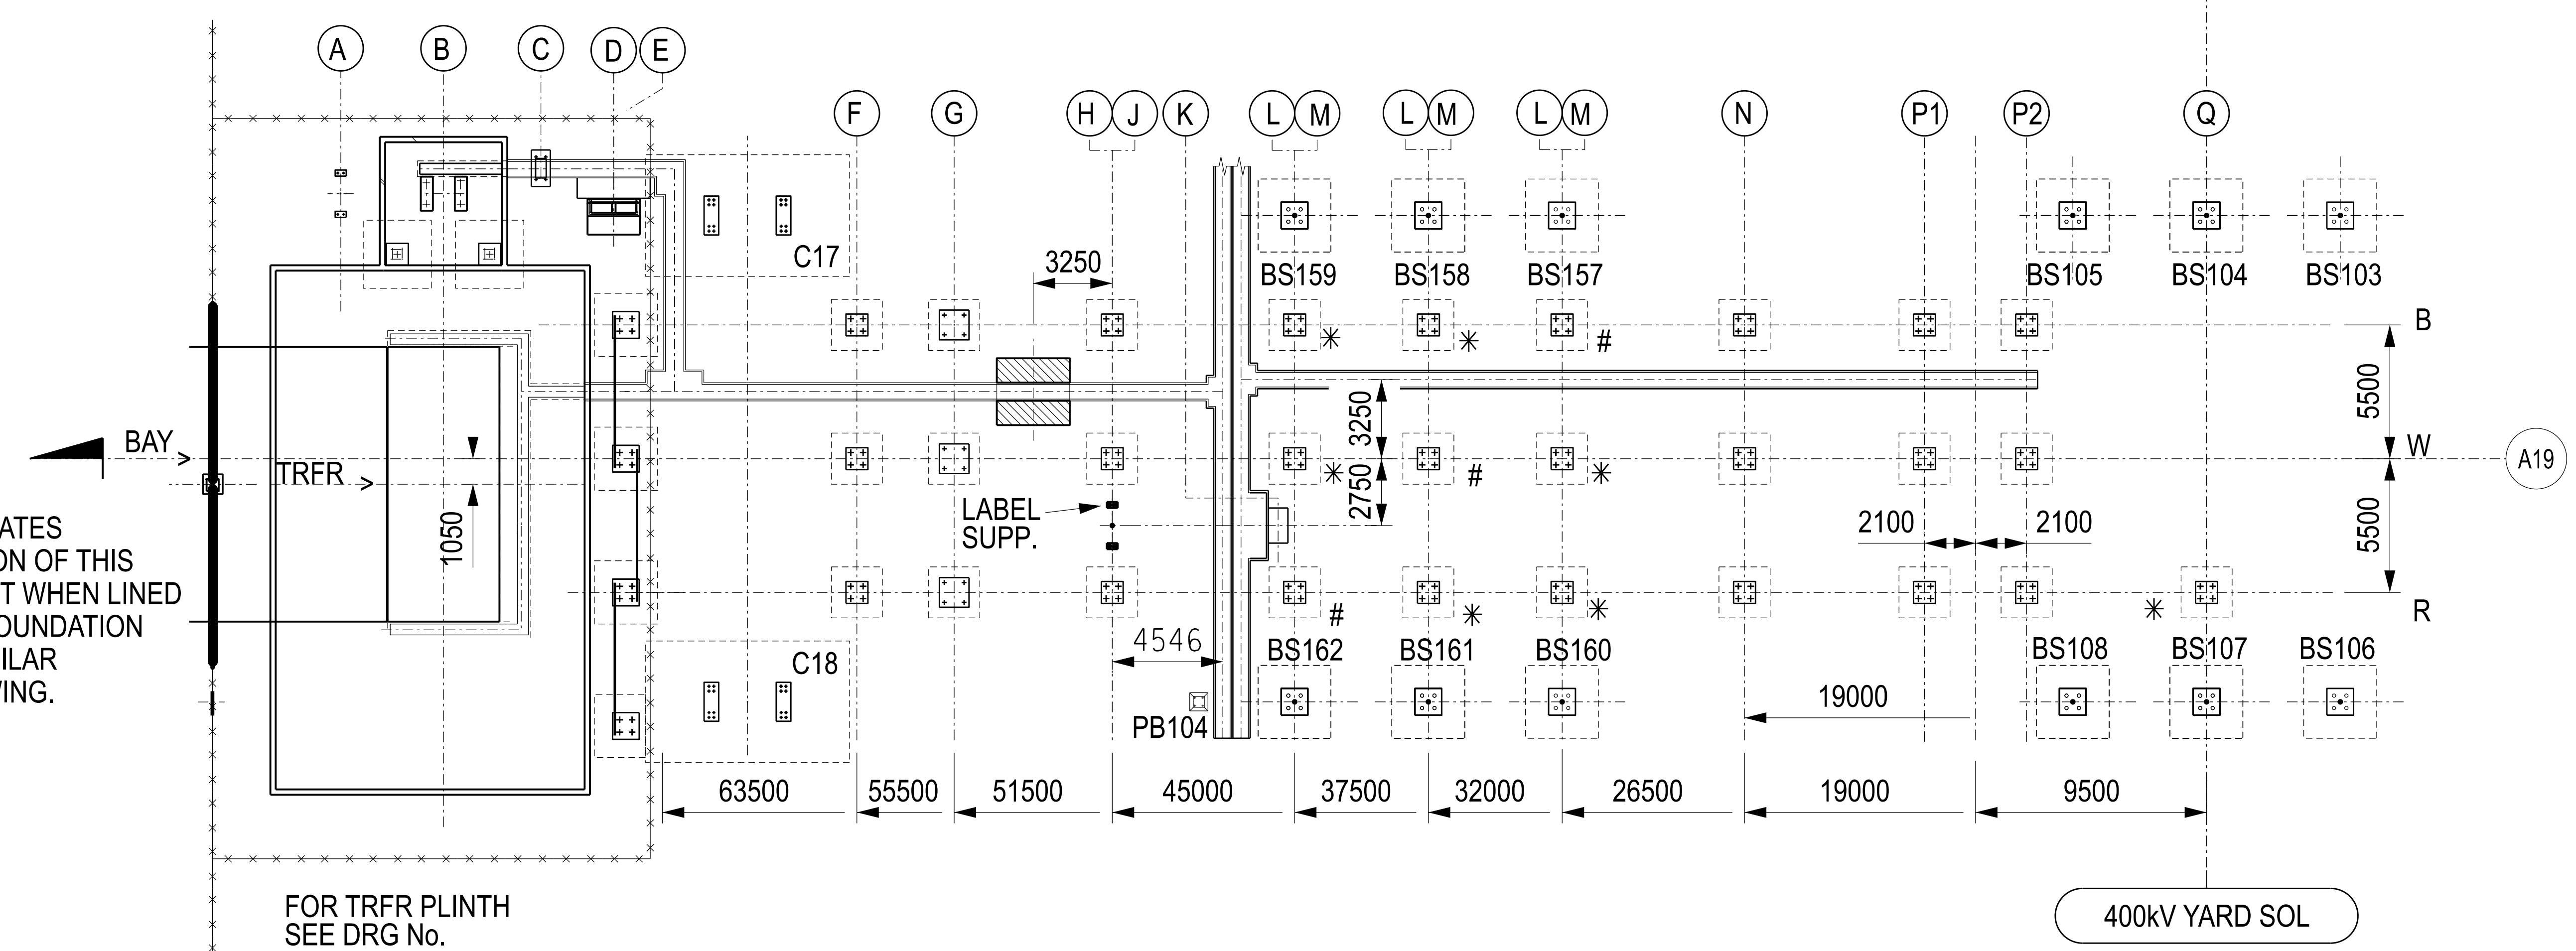 A B C D E
F G H J K L M L M L M N P1 P2 Q
C17
3250
BS159 BS158 BS157 BS105 BS104 BS103
* * #
B
5500
3250
BAY >
W
A19
TRFR >
* # *
1050
2750
LABEL
SUPP.
2100 2100
5500
ATES
ION OF THIS
T WHEN LINED
OUNDATION
ILAR
WING.
# * * *
R
C18
4546
BS162 BS161 BS160 BS108 BS107 BS106
19000
PB104
63500 55500 51500 45000 37500 32000 26500 19000 9500
FOR TRFR PLINTH
SEE DRG No.
400kV YARD SOL